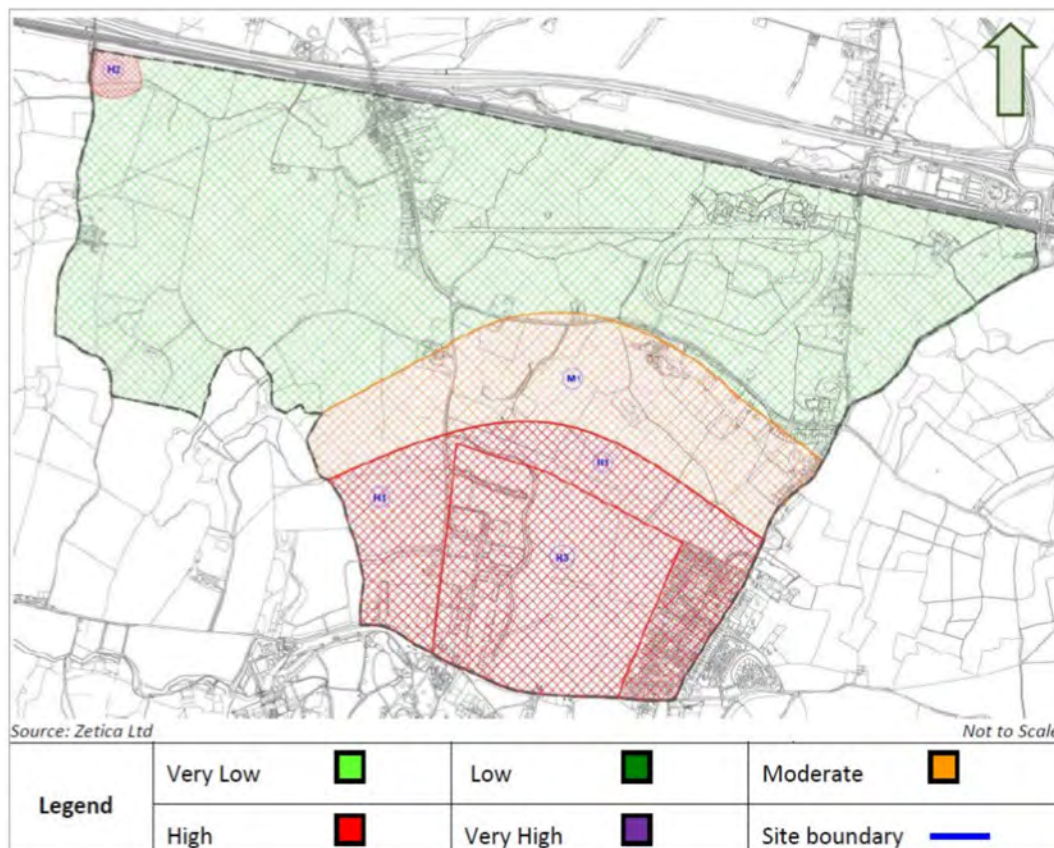 H2
M1
H1
H1
H3
Source: Zetica Ltd
Not to Scale
Legend
Very Low
Low
Moderate
High
Very High
Site boundary